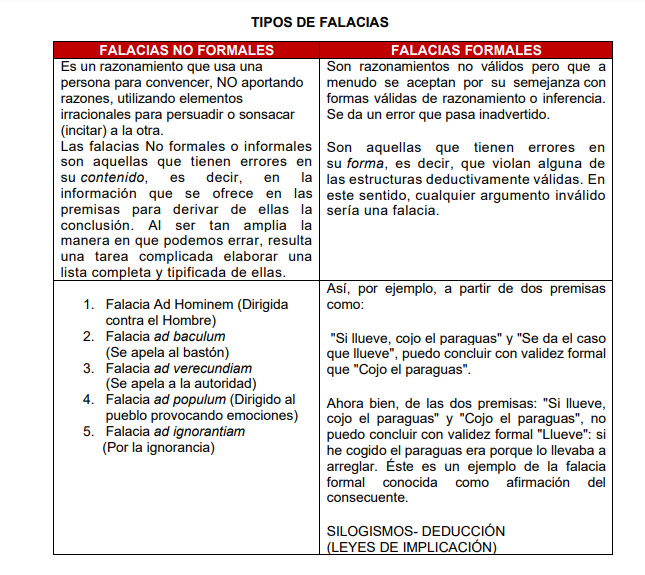 TIPOS DE FALACIAS
FALACIAS NO FORMALES
Es un razonamiento que usa una
persona para convencer, NO aportando
razones, utilizando elementos
irracionales para persuadir o sonsacar
(incitar) a la otra.
Las falacias No formales o informales
son aquellas que tienen errores en
su contenido, es decir, en la
información que se ofrece en las
premisas para derivar de ellas la
conclusión. Al ser tan amplia la
manera en que podemos errar, resulta
una tarea complicada elaborar una
lista completa y tipificada de ellas.
FALACIAS FORMALES
Son razonamientos no válidos pero que a
menudo se aceptan por su semejanza con
formas válidas de razonamiento o inferencia.
Se da un error que pasa inadvertido.
Son aquellas que tienen errores en
su forma, es decir, que violan alguna de
las estructuras deductivamente válidas. En
este sentido, cualquier argumento inválido
sería una falacia.
1. Falacia Ad Hominem (Dirigida
contra el Hombre)
2. Falacia ad baculum
(Se apela al bastón)
3. Falacia ad verecundiam
(Se apela a la autoridad)
4. Falacia ad populum (Dirigido al
pueblo provocando emociones)
5. Falacia ad ignorantiam
(Por la ignorancia)
Así, por ejemplo, a partir de dos premisas
como:
"Si llueve, cojo el paraguas" y "Se da el caso
que llueve", puedo concluir con validez formal
que "Cojo el paraguas".
Ahora bien, de las dos premisas: "Si llueve,
cojo el paraguas" y "Cojo el paraguas", no
puedo concluir con validez formal "Llueve": si
he cogido el paraguas era porque lo llevaba a
arreglar. Éste es un ejemplo de la falacia
formal conocida como afirmación del
consecuente.
SILOGISMOS- DEDUCCIÓN
(LEYES DE IMPLICACIÓN)